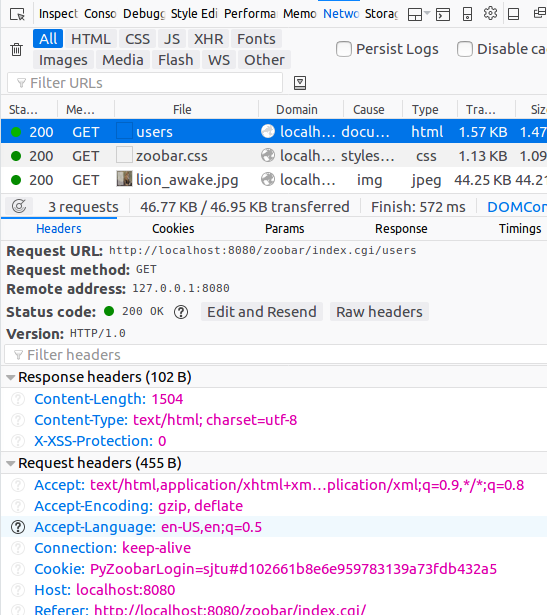 Inspect Conso Debugg Style Edi Perform Memo Netwo Storag
All HTML CSS JS XHR Fonts
Images Media Flash WS Other
Persist Logs Disable cac
Filter URLs
Sta... Me... File Domain Cause Type Tra... Size
200 GET users localh... docu... html 1.57 KB 1.47
200 GET zoobar.css localh... styles... css 1.13 KB 1.09
200 GET lion_awake.jpg localh... img jpeg 44.25 KB 44.21
3 requests 46.77 KB / 46.95 KB transferred Finish: 572 ms DOMCon
Headers Cookies Params Response Timings
Request URL: http://localhost:8080/zoobar/index.cgi/users
Request method: GET
Remote address: 127.0.0.1:8080
Status code: 200 OK ? Edit and Resend Raw headers
Version: HTTP/1.0
Filter headers
Response headers (102 B)
? Content-Length: 1504
? Content-Type: text/html; charset=utf-8
? X-XSS-Protection: 0
Request headers (455 B)
? Accept: text/html,application/xhtml+xm…plication/xml;q=0.9,*/*;q=0.8
? Accept-Encoding: gzip, deflate
? Accept-Language: en-US,en;q=0.5
? Connection: keep-alive
? Cookie: PyZoobarLogin=sjtu#d102661b8e6e959783139a73fdb432a5
? Host: localhost:8080
? Referer: http://localhost:8080/zoobar/index.cgi/